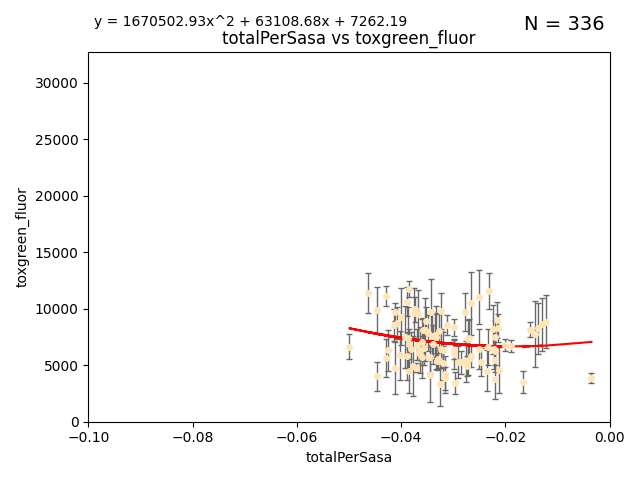 y = 1670502.93x^2 + 63108.68x + 7262.19
N = 336
totalPerSasa vs toxgreen_fluor
30000
25000
20000
15000
10000
5000
0
toxgreen_fluor
−0.10
−0.08
−0.06
−0.04
−0.02
0.00
totalPerSasa